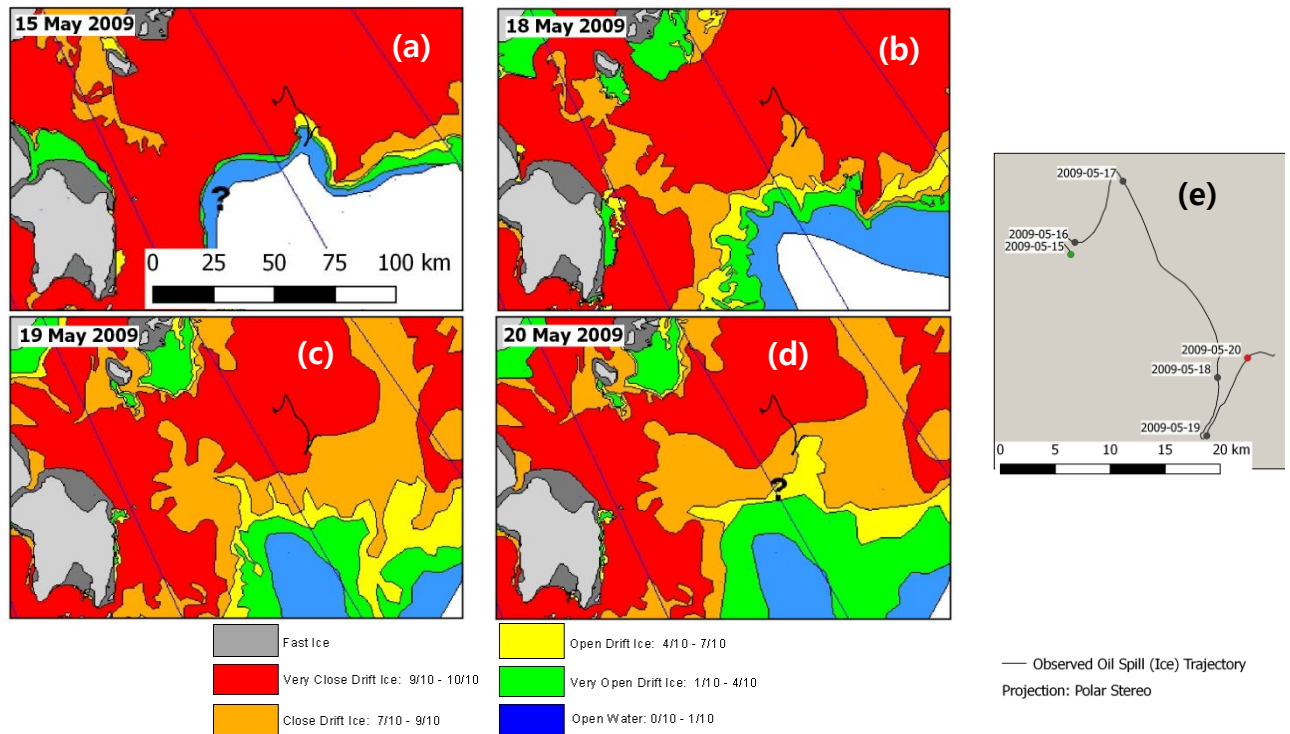 15 May 2009
(a)
?
0 25 50 75 100 km
18 May 2009
(b)
19 May 2009
(c)
20 May 2009
(d)
?
(e)
2009-05-17
2009-05-16
2009-05-15
2009-05-20
2009-05-18
2009-05-19
0 5 10 15 20 km
Fast Ice
Very Close Drift Ice: 9/10 - 10/10
Close Drift Ice: 7/10 - 9/10
Open Drift Ice: 4/10 - 7/10
Very Open Drift Ice: 1/10 - 4/10
Open Water: 0/10 - 1/10
Observed Oil Spill (Ice) Trajectory
Projection: Polar Stereo